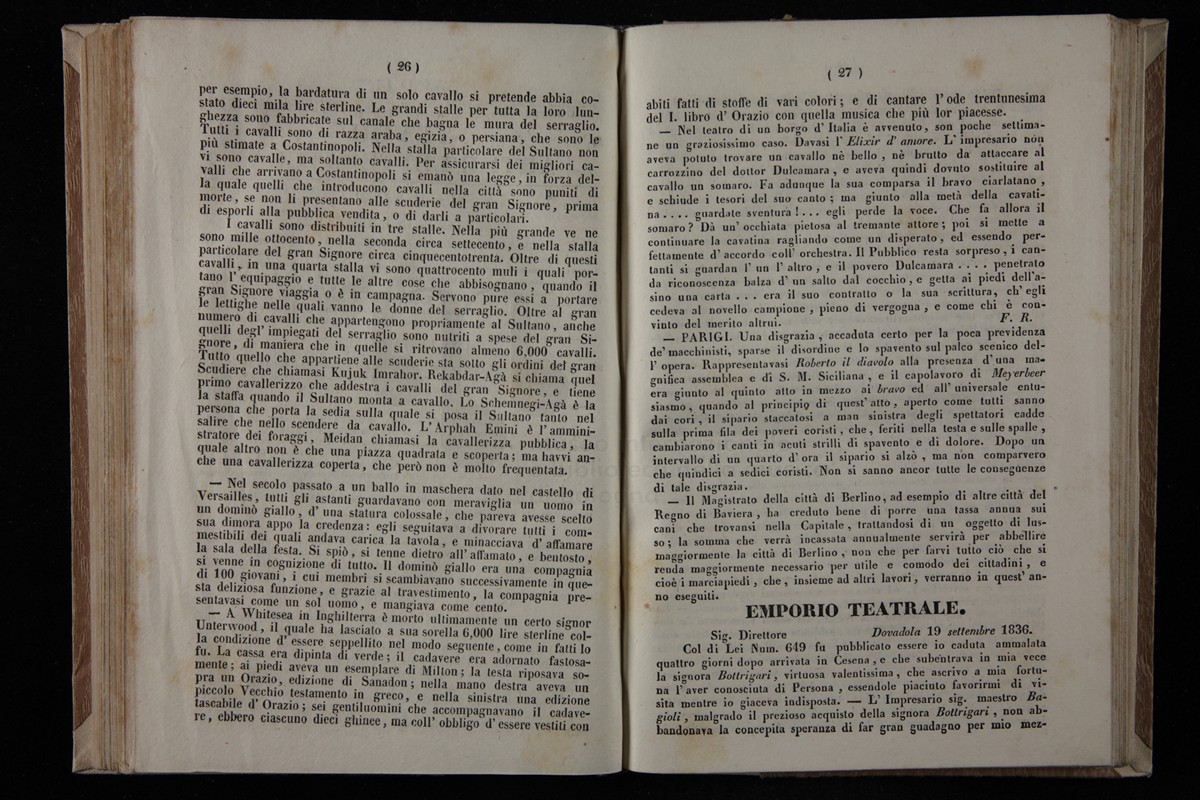 ( 26 )
per esempio, la bardatura di un solo cavallo si pretende abbia co-
stato dieci mila lire sterline. Le grandi stalle per tutta la loro lun-
ghezza sono fabbricate sul canale che bagna le mura del serraglio.
Tutti i cavalli sono di razza araba, egizia, o persiana, che sono le
più stimate a Costantinopoli. Nella stalla particolare del Sultano non
vi sono cavalle, ma soltanto cavalli. Per assicurarsi dei migliori ca-
valli che arrivano a Costantinopoli si emanò una legge, in forza del-
la quale quelli che introducono cavalli nella città sono puniti di
morte, se non li presentano alle scuderie del gran Signore, prima
di esporli alla pubblica vendita, o di darli a particolari.
I cavalli sono distribuiti in tre stalle. Nella più grande ve ne
sono mille ottocento, nella seconda circa settecento, e nella stalla
particolare del gran Signore circa cinquecentotrenta. Oltre di questi
cavalli, in una quarta stalla vi sono quattrocento muli i quali por-
tano l' equipaggio e tutte le altre cose che abbisognano, quando il
gran Signore viaggia o è in campagna. Servono pure essi a portare
le lettighe nelle quali vanno le donne del serraglio. Oltre al gran
numero di cavalli che appartengono propriamente al Sultano, anche
quelli degl' impiegati del serraglio sono nutriti a spese del gran Si-
gnore, di maniera che in quelle si ritrovano almeno 6,000 cavalli.
Tutto quello che appartiene alle scuderie sta sotto gli ordini del gran
Scudiere che chiamasi Kujuk Imrahor. Rekabdar-Agà si chiama quel
primo cavallerizzo che addestra i cavalli del gran Signore, e tiene
la staffa quando il Sultano monta a cavallo. Lo Schemnegi-Agà è la
persona che porta la sedia sulla quale si posa il Sultano tanto nel
salire che nello scendere da cavallo. L' Arphah Emini è l' ammini-
stratore dei foraggi, Meidan chiamasi la cavallerizza pubblica, la
quale altro non è che una piazza quadrata e scoperta; ma havvi an-
che una cavallerizza coperta, che però non è molto frequentata.
— Nel secolo passato a un ballo in maschera dato nel castello di
Versailles, tutti gli astanti guardavano con meraviglia un uomo in
un dominò giallo, d' una statura colossale, che pareva avesse scelto
sua dimora appo la credenza: egli seguitava a divorare tutti i com-
mestibili dei quali andava carica la tavola, e minacciava d' affamare
la sala della festa. Si spiò, si tenne dietro all' affamato, e bentosto,
si venne in cognizione di tutto. Il dominò giallo era una compagnia
di 100 giovani, i cui membri si scambiavano successivamente in que-
sta deliziosa funzione, e grazie al travestimento, la compagnia pre-
sentavasi come un sol uomo, e mangiava come cento.
— A Whitesea in Inghilterra è morto ultimamente un certo signor
Unterwood, il quale ha lasciato a sua sorella 6,000 lire sterline col-
la condizione d' essere seppellito nel modo seguente, come in fatti lo
fu. La cassa era dipinta di verde; il cadavere era adornato fastosa-
mente; ai piedi aveva un esemplare di Milton; la testa riposava so-
pra un Orazio, edizione di Sanadon; nella mano destra aveva un
piccolo Vecchio testamento in greco, e nella sinistra una edizione
tascabile d' Orazio; sei gentiluomini che accompagnavano il cadave-
re, ebbero ciascuno dieci ghinee, ma coll' obbligo d' essere vestiti con
( 27 )
abiti fatti di stoffe di vari colori; e di cantare l' ode trentunesima
del I. libro d' Orazio con quella musica che più lor piacesse.
— Nel teatro di un borgo d' Italia è avvenuto, son poche settima-
ne un graziosissimo caso. Davasi l' Elixir d' amore. L' impresario non
aveva potuto trovare un cavallo nè bello, nè brutto da attaccare al
carrozzino del dottor Dulcamara, e aveva quindi dovuto sostituire al
cavallo un somaro. Fa adunque la sua comparsa il bravo ciarlatano,
e schiude i tesori del suo canto; ma giunto alla metà della cavati-
na . . . . guardate sventura! . . . egli perde la voce. Che fa allora il
somaro? Dà un' occhiata pietosa al tremante attore; poi si mette a
continuare la cavatina ragliando come un disperato, ed essendo per-
fettamente d' accordo coll' orchestra. Il Pubblico resta sorpreso, i can-
tanti si guardan l' un l' altro, e il povero Dulcamara . . . . penetrato
da riconoscenza balza d' un salto dal cocchio, e getta ai piedi dell' a-
sino una carta . . . era il suo contratto o la sua scrittura, ch' egli
cedeva al novello campione, pieno di vergogna, e come chi è con-
vinto del merito altrui. F. R.
— PARIGI. Una disgrazia, accaduta certo per la poca previdenza
de' macchinisti, sparse il disordine e lo spavento sul palco scenico del-
l' opera. Rappresentavasi Roberto il diavolo alla presenza d' una ma-
gnifica assemblea e di S. M. Siciliana, e il capolavoro di Meyerbeer
era giunto al quinto atto in mezzo ai bravo ed all' universale entu-
siasmo, quando al principio di quest' atto, aperto come tutti sanno
dai cori, il sipario staccatosi a man sinistra degli spettatori cadde
sulla prima fila dei poveri coristi, che, feriti nella testa e sulle spalle,
cambiarono i canti in acuti strilli di spavento e di dolore. Dopo un
intervallo di un quarto d' ora il sipario si alzò, ma non comparvero
che quindici a sedici coristi. Non si sanno ancor tutte le conseguenze
di tale disgrazia.
— Il Magistrato della città di Berlino, ad esempio di altre città del
Regno di Baviera, ha creduto bene di porre una tassa annua sui
cani che trovansi nella Capitale, trattandosi di un oggetto di lus-
so; la somma che verrà incassata annualmente servirà per abbellire
maggiormente la città di Berlino, non che per farvi tutto ciò che si
renda maggiormente necessario per utile e comodo dei cittadini, e
cioè i marciapiedi, che, insieme ad altri lavori, verranno in quest' an-
no eseguiti.
EMPORIO TEATRALE.
Sig. Direttore Dovadola 19 settembre 1836.
Col di Lei Num. 649 fu pubblicato essere io caduta ammalata
quattro giorni dopo arrivata in Cesena, e che subentrava in mia vece
la signora Bottrigari, virtuosa valentissima, che ascrivo a mia fortu-
na l' aver conosciuta di Persona, essendole piaciuto favorirmi di vi-
sita mentre io giaceva indisposta. — L' Impresario sig. maestro Ba-
gioli, malgrado il prezioso acquisto della signora Bottrigari, non ab-
bandonava la concepita speranza di far gran guadagno per mio mez-